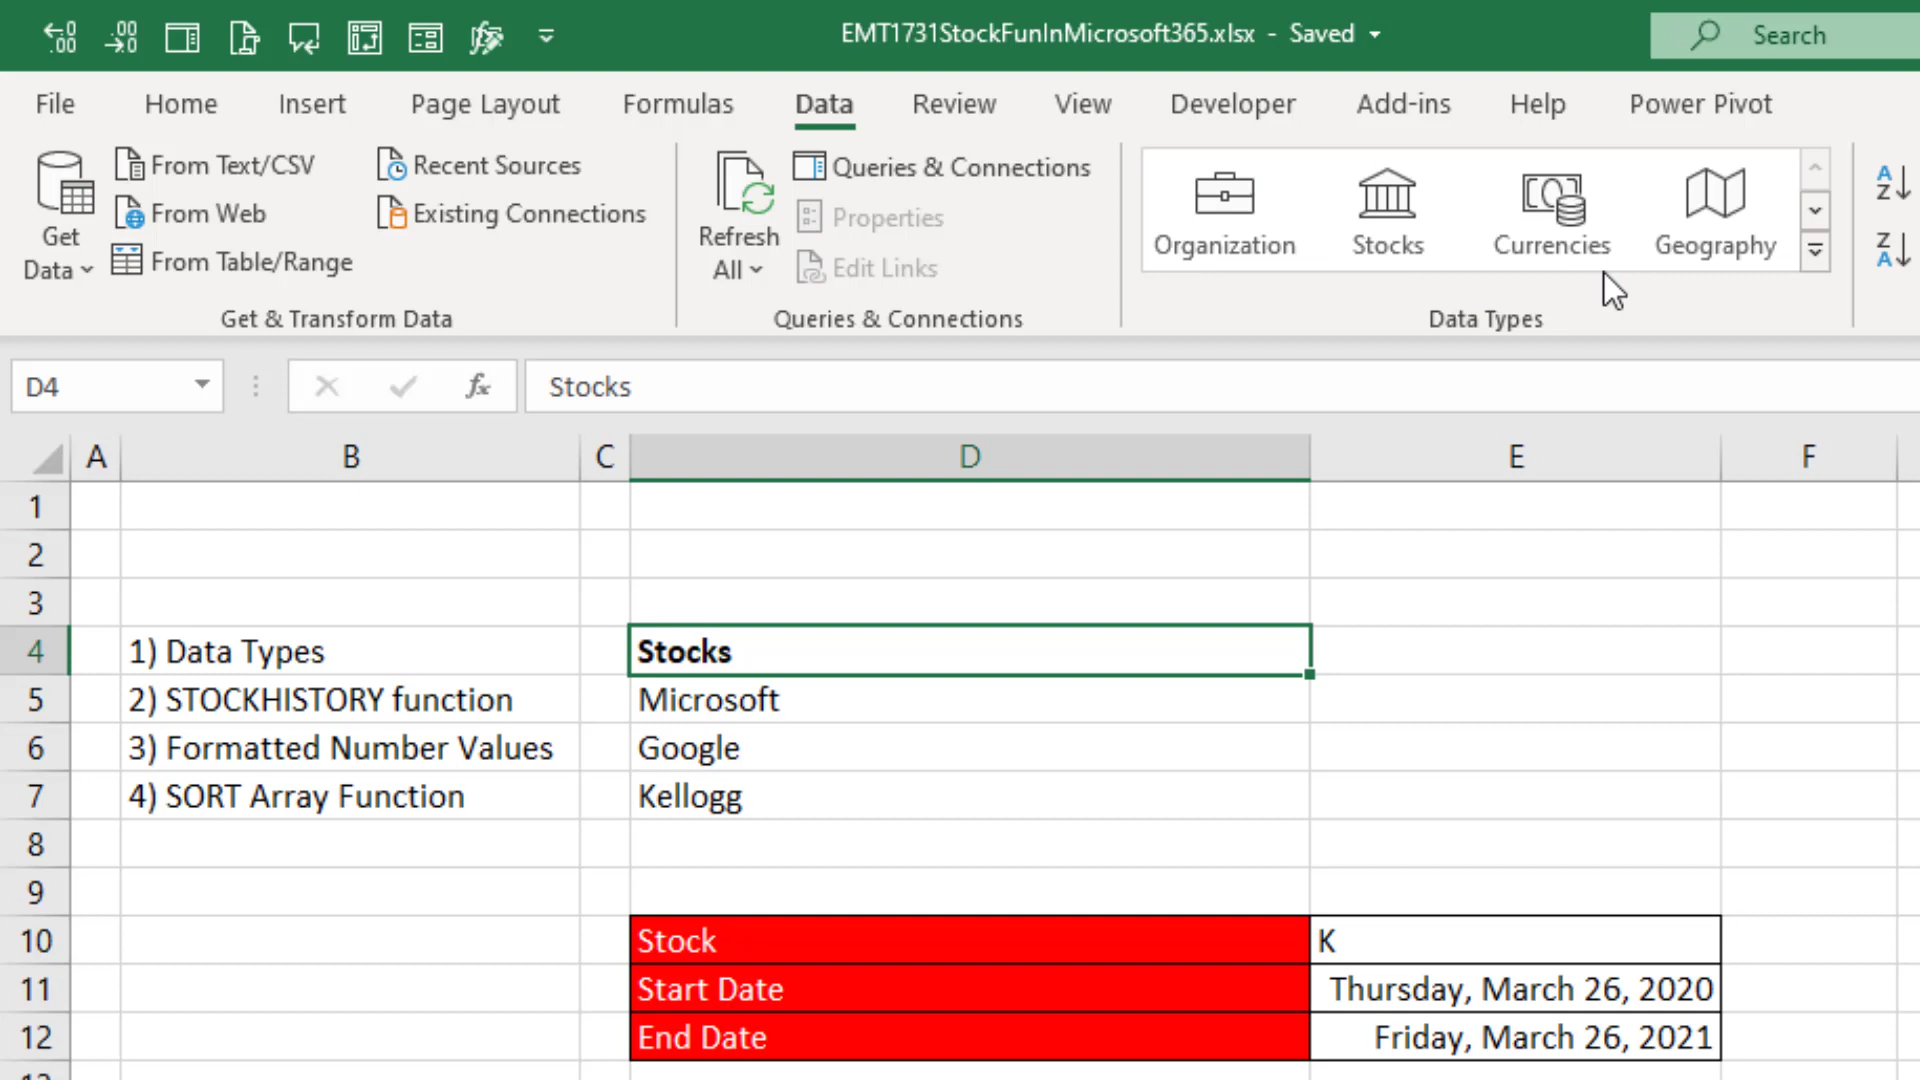 EMT1731StockFunInMicrosoft365.xlsx - Saved
Search
File Home Insert Page Layout Formulas Data Review View Developer Add-ins Help Power Pivot
Get Data
From Text/CSV
From Web
From Table/Range
Recent Sources
Existing Connections
Get & Transform Data
Refresh All
Queries & Connections
Properties
Edit Links
Queries & Connections
Organization Stocks Currencies Geography
Data Types
D4 fx Stocks
A B C D E F
1
2
3
4 1) Data Types Stocks
5 2) STOCKHISTORY function Microsoft
6 3) Formatted Number Values Google
7 4) SORT Array Function Kellogg
8
9
10 Stock K
11 Start Date Thursday, March 26, 2020
12 End Date Friday, March 26, 2021